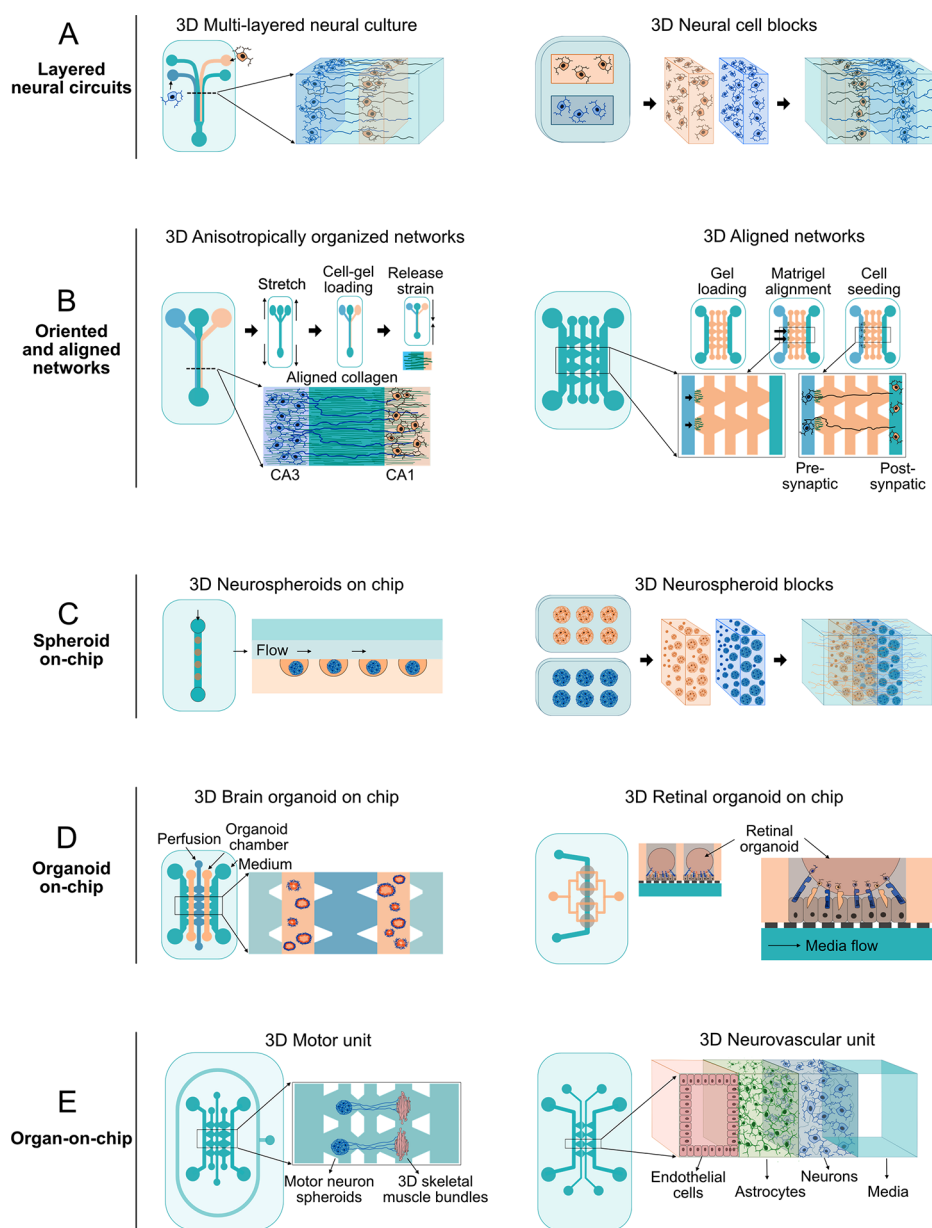 A
Layered
neural circuits
3D Multi-layered neural culture
3D Neural cell blocks
B
Oriented
and aligned
networks
3D Anisotropically organized networks
Stretch
Cell-gel
loading
Release
strain
Aligned collagen
CA3
CA1
3D Aligned networks
Gel
loading
Matrigel
alignment
Cell
seeding
Pre-
synaptic
Post-
synpatic
C
Spheroid
on-chip
3D Neurospheroids on chip
Flow
3D Neurospheroid blocks
D
Organoid
on-chip
3D Brain organoid on chip
Perfusion
Organoid
chamber
Medium
3D Retinal organoid on chip
Retinal
organoid
Media flow
E
Organ-on-chip
3D Motor unit
Motor neuron
spheroids
3D skeletal
muscle bundles
3D Neurovascular unit
Endothelial
cells
Astrocytes
Neurons
Media